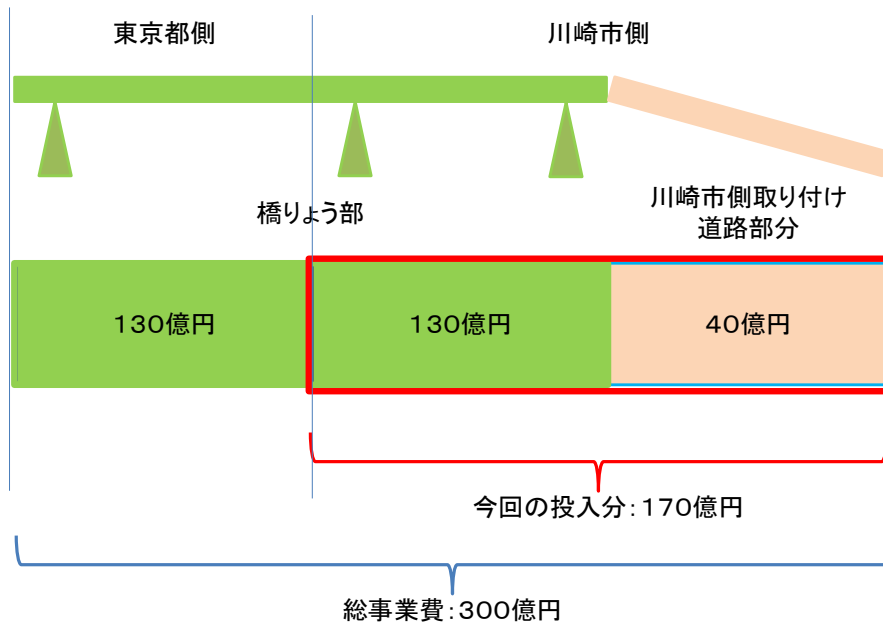 東京都側
川崎市側
橋りょう部
川崎市側取り付け
道路部分
130億円
130億円
40億円
今回の投入分:170億円
総事業費:300億円